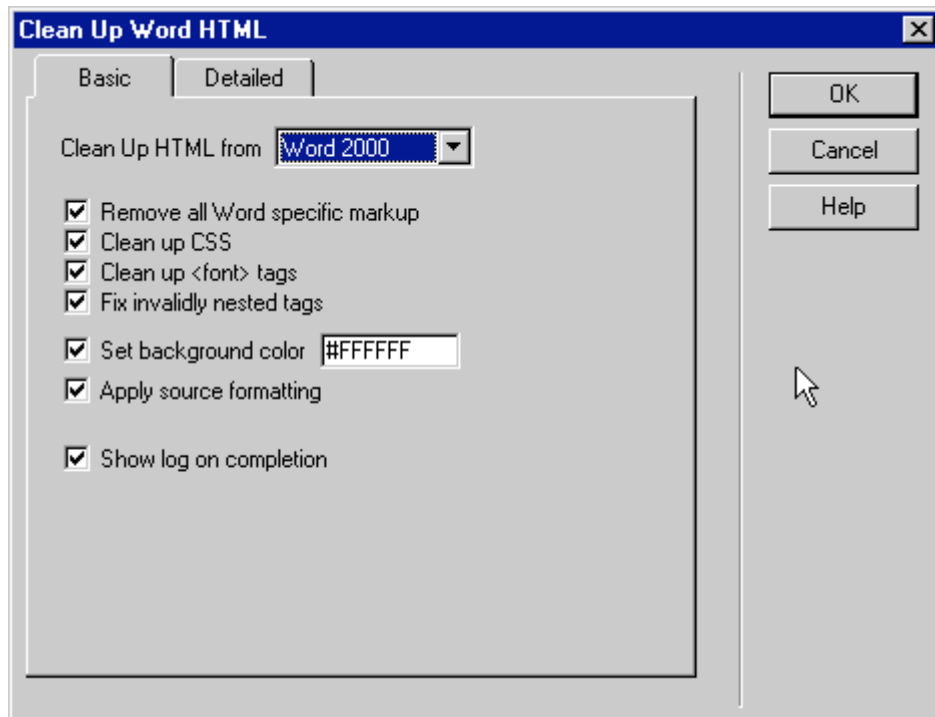 Clean Up Word HTML
Basic Detailed
OK
Clean Up HTML from Word 2000
Cancel
Help
Remove all Word specific markup
Clean up CSS
Clean up <font> tags
Fix invalidly nested tags
Set background color #FFFFFF
Apply source formatting
Show log on completion